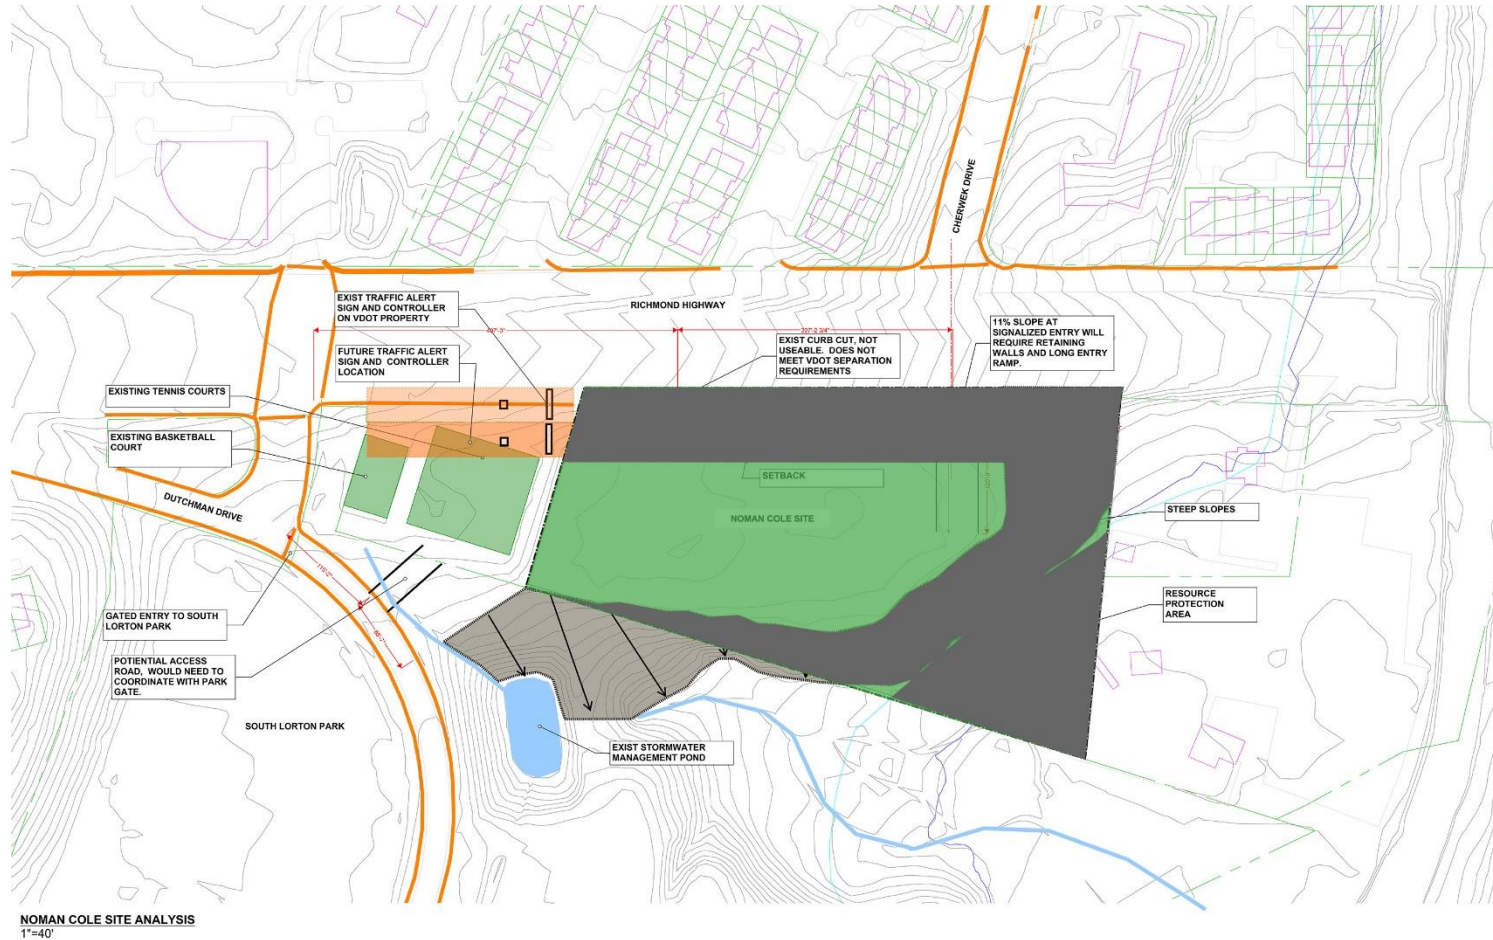 CHERWEK DRIVE
EXIST TRAFFIC ALERT
SIGN AND CONTROLLER
ON VDOT PROPERTY
RICHMOND HIGHWAY
11% SLOPE AT
SIGNALIZED ENTRY WILL
REQUIRE RETAINING
WALLS AND LONG ENTRY
RAMP.
EXIST CURB CUT, NOT
USEABLE. DOES NOT
MEET VDOT SEPARATION
REQUIREMENTS
FUTURE TRAFFIC ALERT
SIGN AND CONTROLLER
LOCATION
EXISTING TENNIS COURTS
EXISTING BASKETBALL
COURT
SETBACK
DUTCHMAN DRIVE
NOMAN COLE SITE
STEEP SLOPES
RESOURCE
PROTECTION
AREA
GATED ENTRY TO SOUTH
LORTON PARK
POTIENTIAL ACCESS
ROAD, WOULD NEED TO
COORDINATE WITH PARK
GATE.
SOUTH LORTON PARK
EXIST STORMWATER
MANAGEMENT POND
NOMAN COLE SITE ANALYSIS
1"=40'